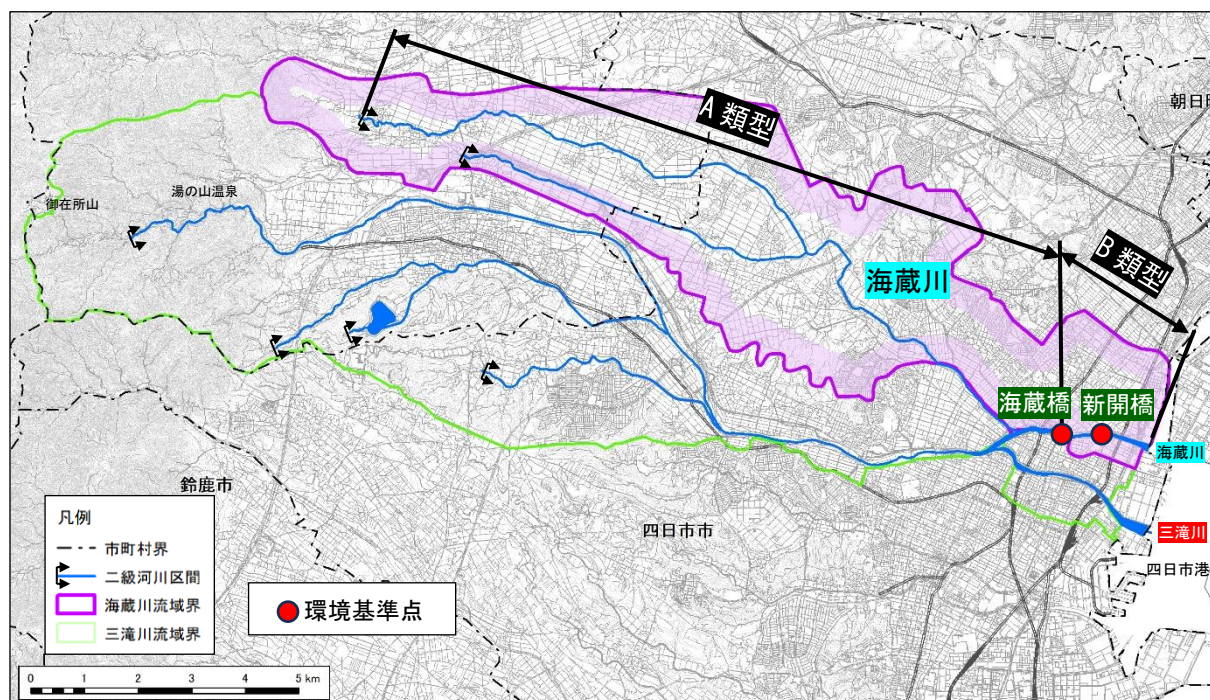 朝日町
A類型
B類型
湯の山温泉
御在所山
海蔵川
海蔵橋
新開橋
海蔵川
三滝川
四日市港
鈴鹿市
四日市市
凡例
市町村界
二級河川区間
海蔵川流域界
三滝川流域界
環境基準点
0 1 2 3 4 5 km